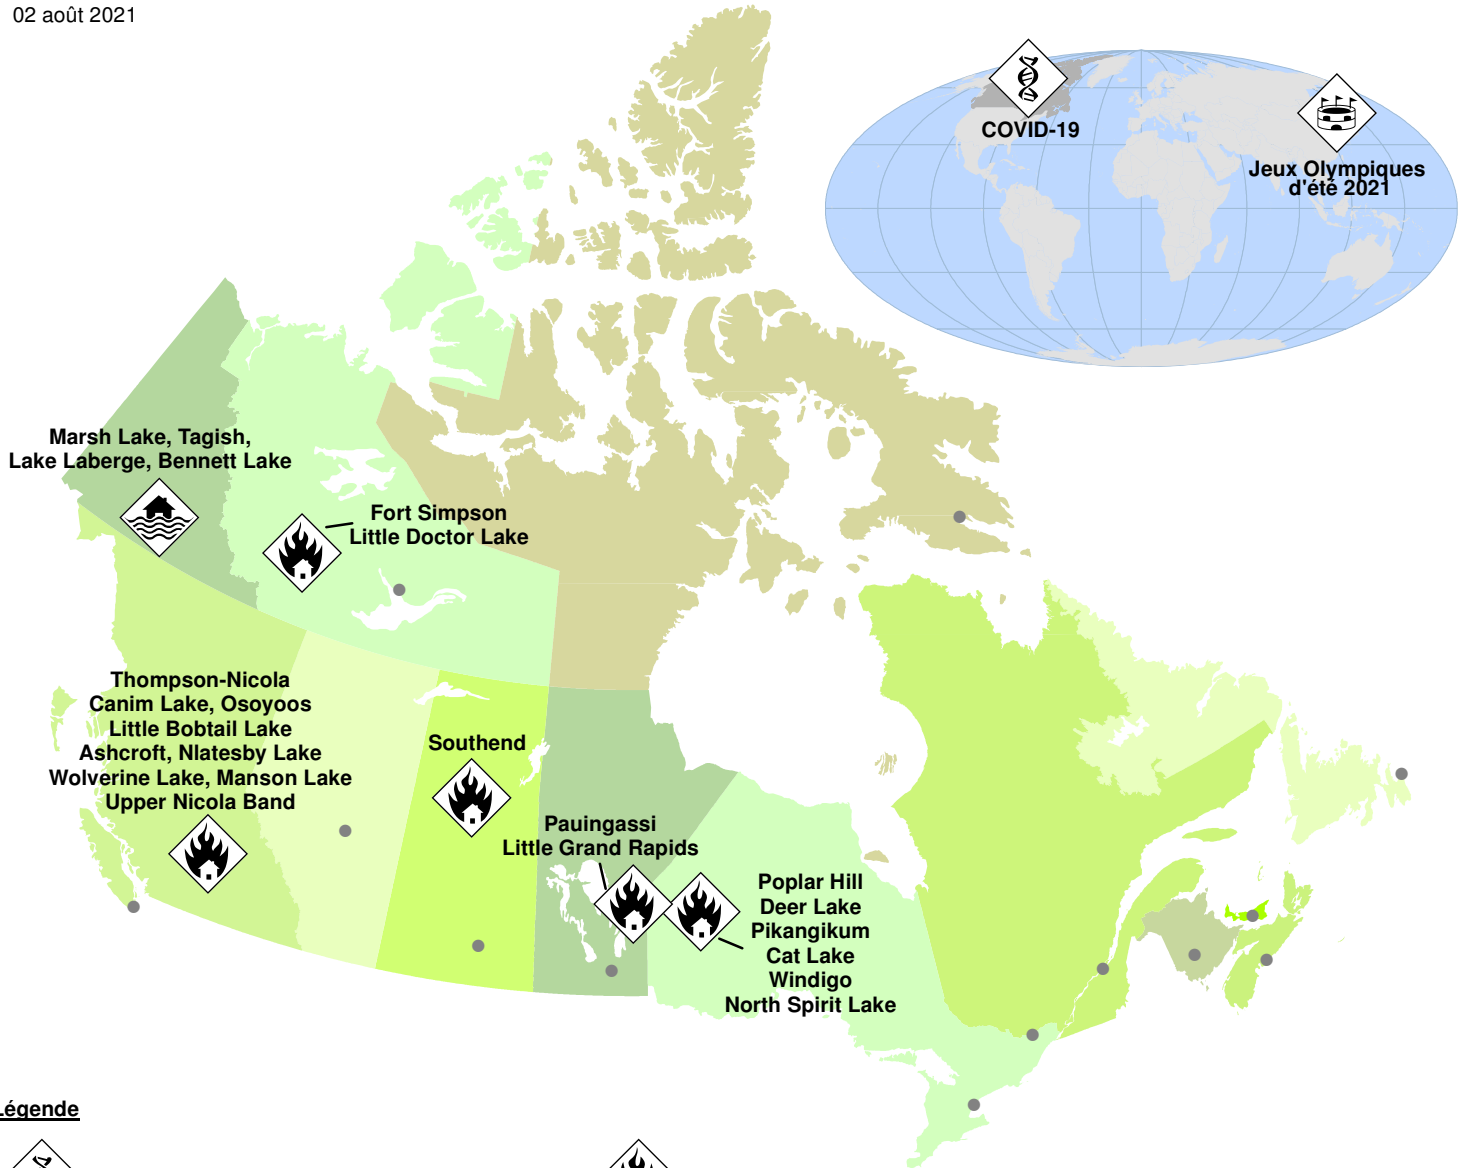 02 août 2021
COVID-19
Jeux Olympiques
d'été 2021
Marsh Lake, Tagish,
Lake Laberge, Bennett Lake
Fort Simpson
Little Doctor Lake
Thompson-Nicola
Canim Lake, Osoyoos
Little Bobtail Lake
Ashcroft, Nlatesby Lake
Wolverine Lake, Manson Lake
Upper Nicola Band
Southend
Pauingassi
Little Grand Rapids
Poplar Hill
Deer Lake
Pikangikum
Cat Lake
Windigo
North Spirit Lake
Légende